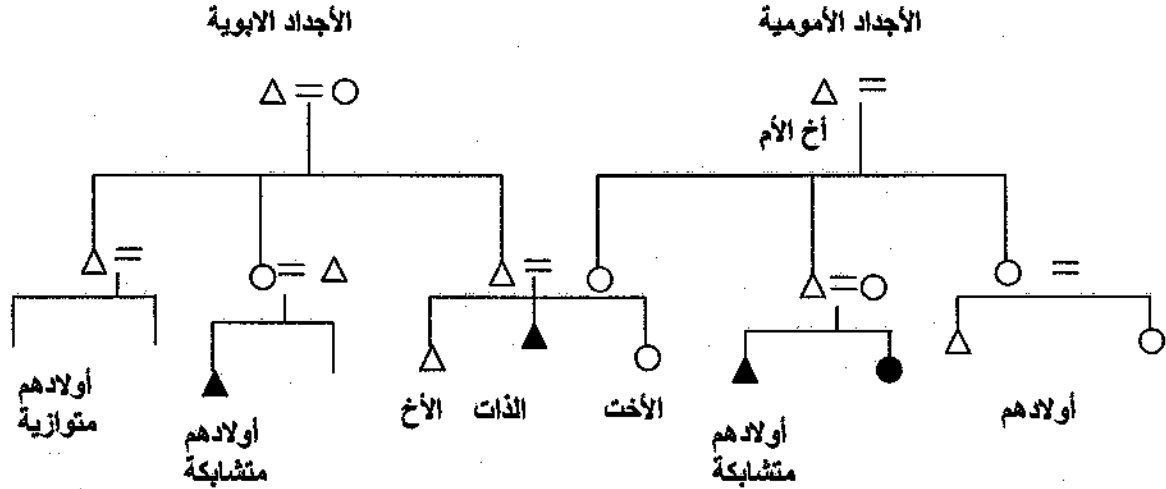 الأجداد الابوية
الأجداد الأمومية
أخ الأم
أولادهم
متوازية
أولادهم
متشابكة
الأخ
الذات
الأخت
أولادهم
متشابكة
أولادهم